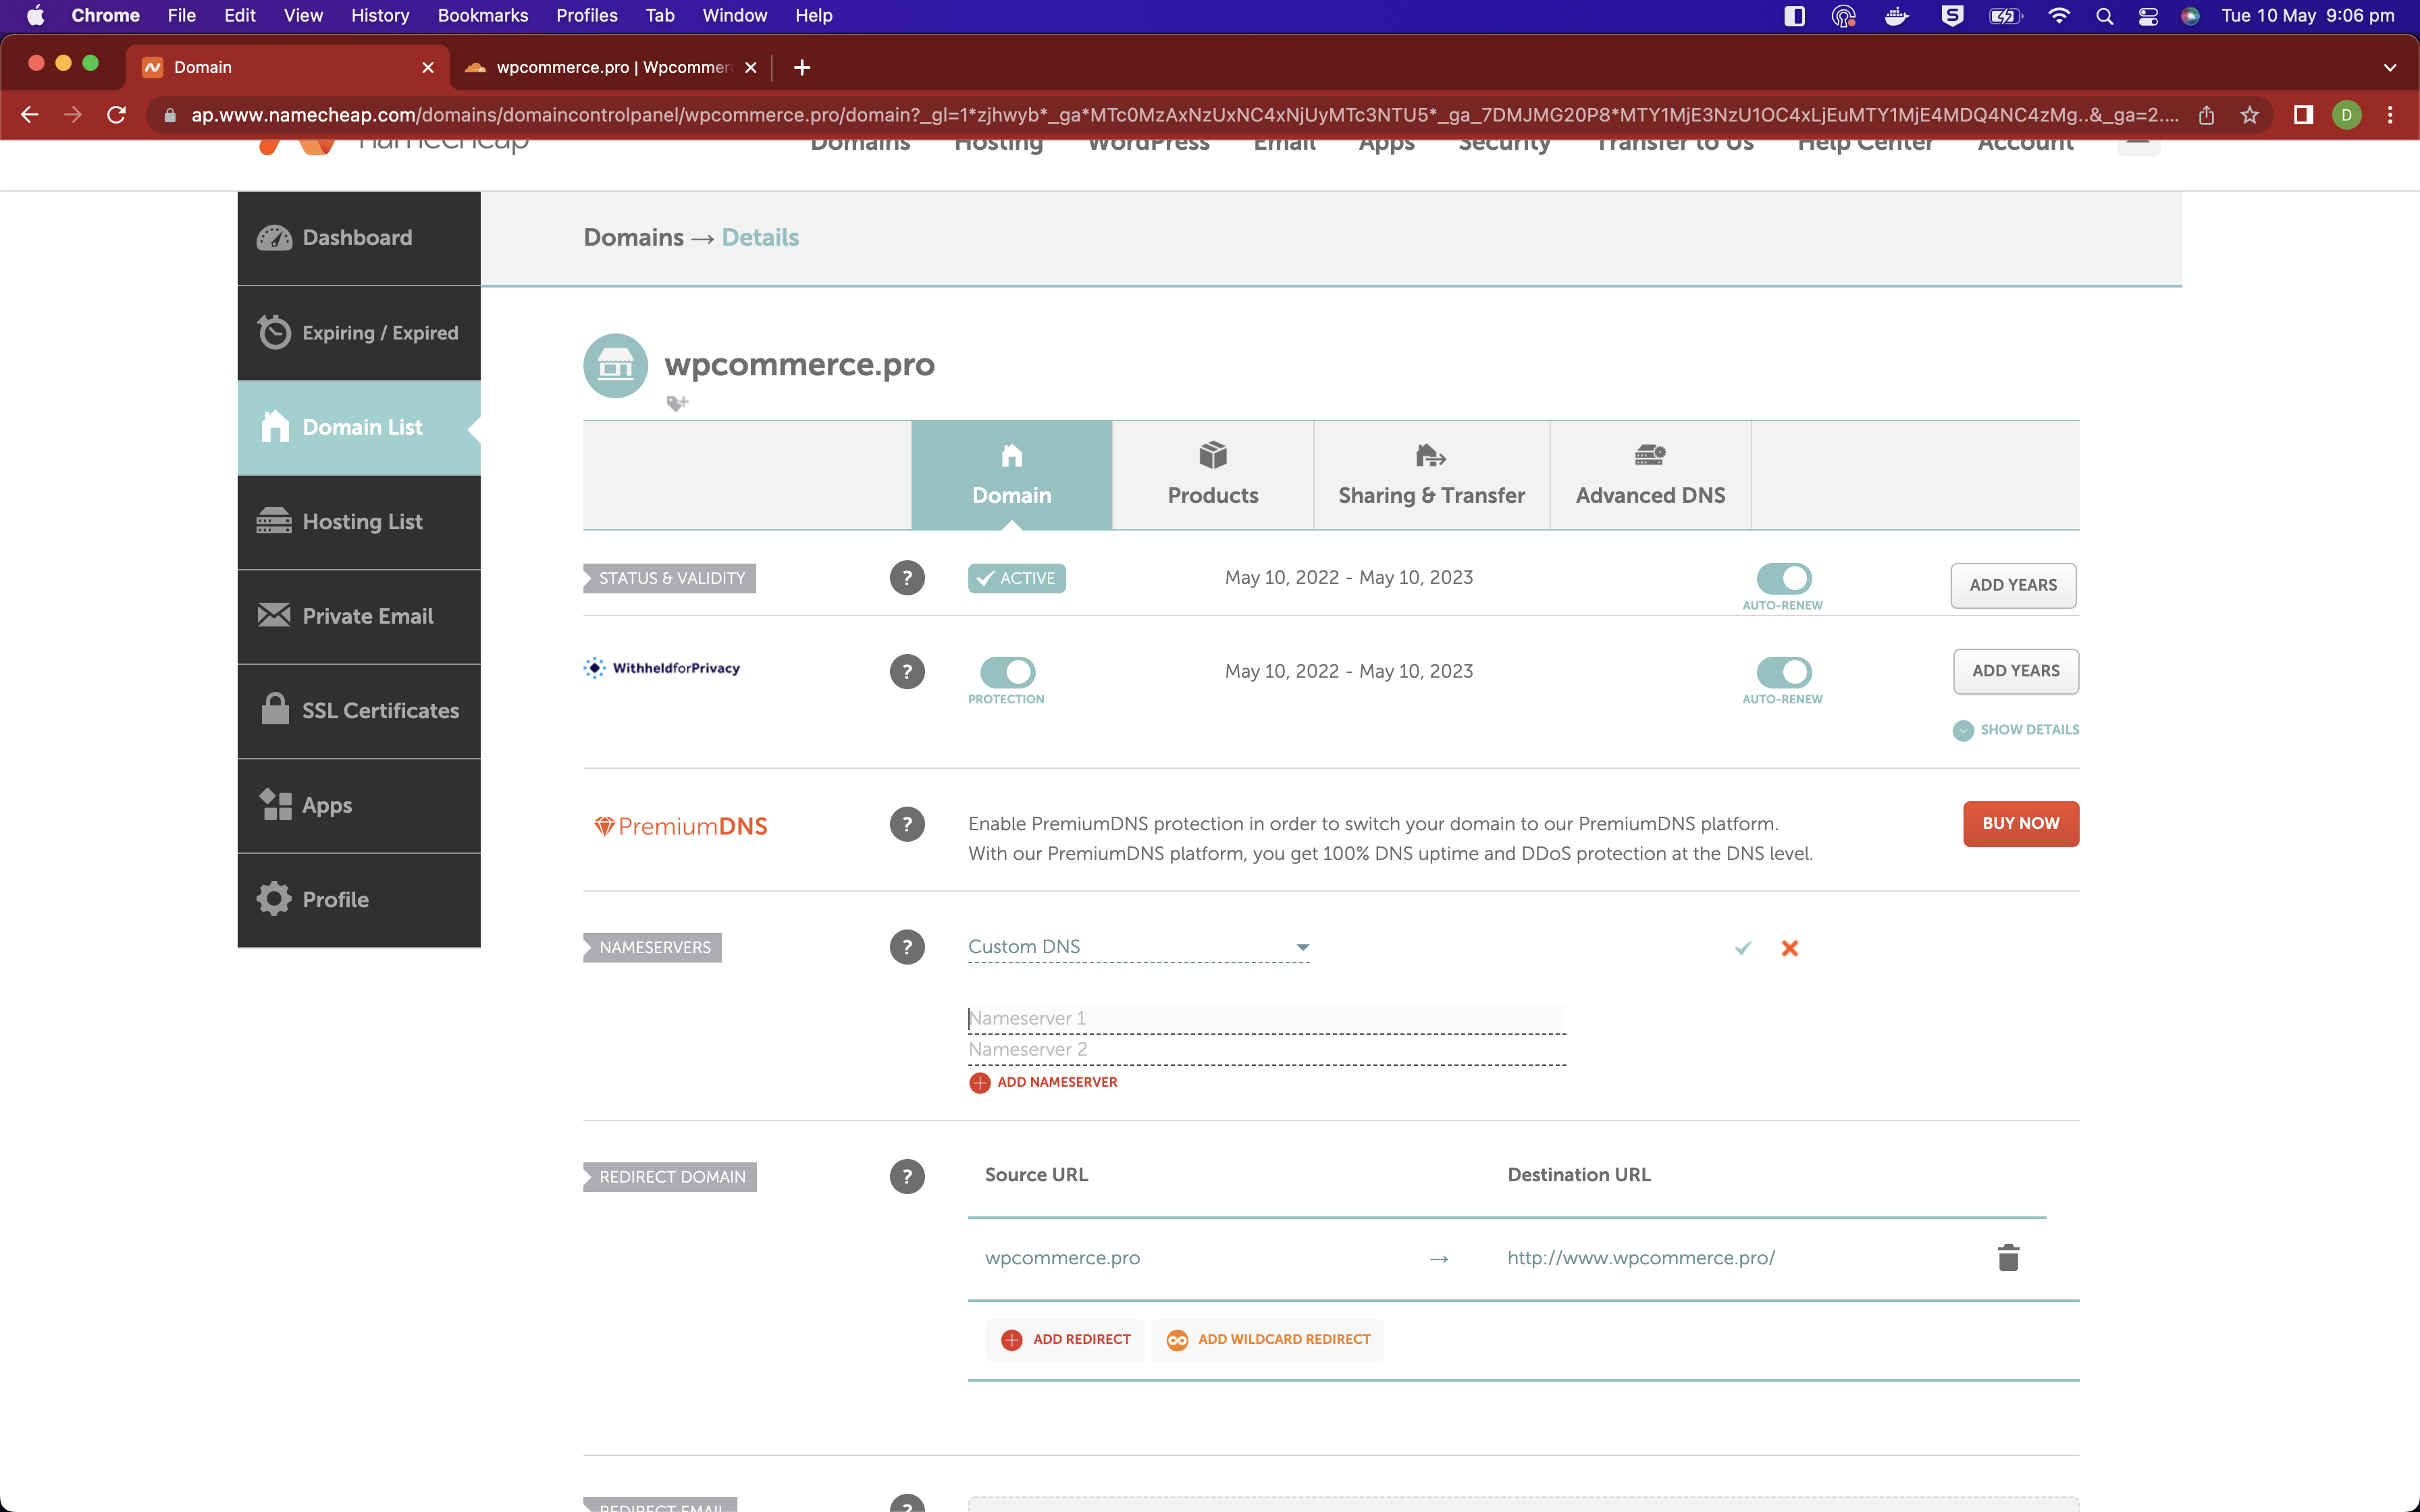 Chrome File Edit View History Bookmarks Profiles Tab Window Help Tue 10 May 9:06 pm
Domain wpcommerce.pro | Wpcommer
ap.www.namecheap.com/domains/domaincontrolpanel/wpcommerce.pro/domain?_gl=1*zjhwyb*_ga*MTc0MzAxNzUxNC4xNjUyMTc3NTU5*_ga_7DMJMG20P8*MTY1MjE3NzU1OC4xLjEuMTY1MjE4MDQ4NC4zMg..&_ga=2.... D
namecheap Domains Hosting WordPress Email Apps Security Transfer to Us Help Center Account
Dashboard
Expiring / Expired
Domain List
Hosting List
Private Email
SSL Certificates
Apps
Profile
Domains → Details
wpcommerce.pro
Domain Products Sharing & Transfer Advanced DNS
STATUS & VALIDITY ? ACTIVE May 10, 2022 - May 10, 2023 AUTO-RENEW ADD YEARS
WithheldforPrivacy ? PROTECTION May 10, 2022 - May 10, 2023 AUTO-RENEW ADD YEARS
SHOW DETAILS
PremiumDNS ? Enable PremiumDNS protection in order to switch your domain to our PremiumDNS platform. BUY NOW
With our PremiumDNS platform, you get 100% DNS uptime and DDoS protection at the DNS level.
NAMESERVERS ? Custom DNS
Nameserver 1
Nameserver 2
ADD NAMESERVER
REDIRECT DOMAIN ? Source URL Destination URL
wpcommerce.pro → http://www.wpcommerce.pro/
ADD REDIRECT ADD WILDCARD REDIRECT
REDIRECT EMAIL ?